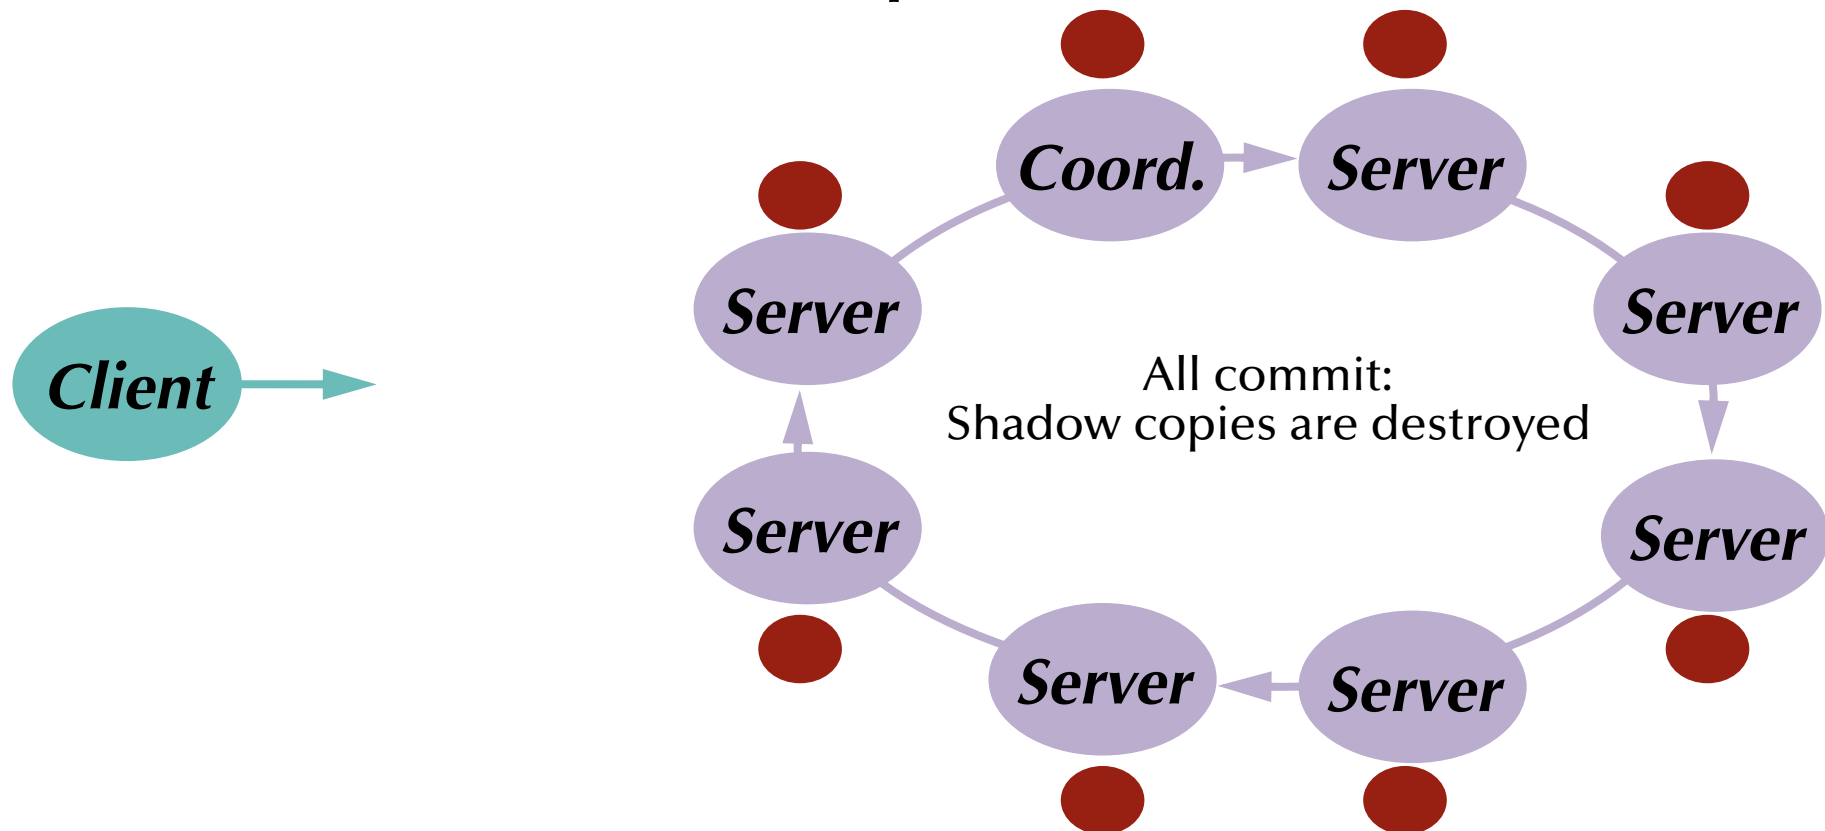 Coord.
Server
Server
Server
Client
All commit:
Shadow copies are destroyed
Server
Server
Server
Server